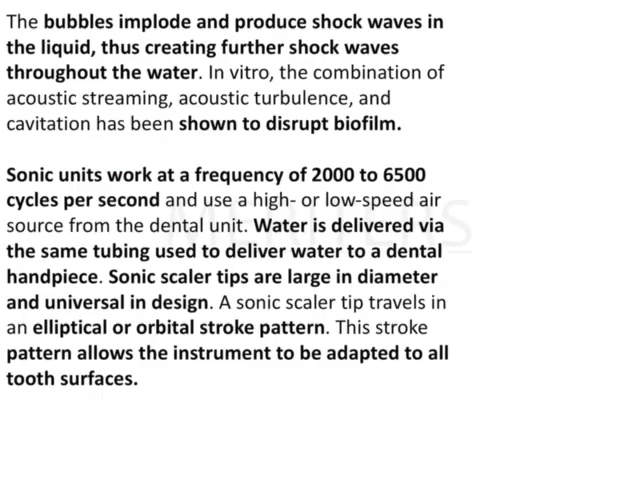 The bubbles implode and produce shock waves in
the liquid, thus creating further shock waves
throughout the water. In vitro, the combination of
acoustic streaming, acoustic turbulence, and
cavitation has been shown to disrupt biofilm.
Sonic units work at a frequency of 2000 to 6500
cycles per second and use a high- or low-speed air
source from the dental unit. Water is delivered via
the same tubing used to deliver water to a dental
handpiece. Sonic scaler tips are large in diameter
and universal in design. A sonic scaler tip travels in
an elliptical or orbital stroke pattern. This stroke
pattern allows the instrument to be adapted to all
tooth surfaces.